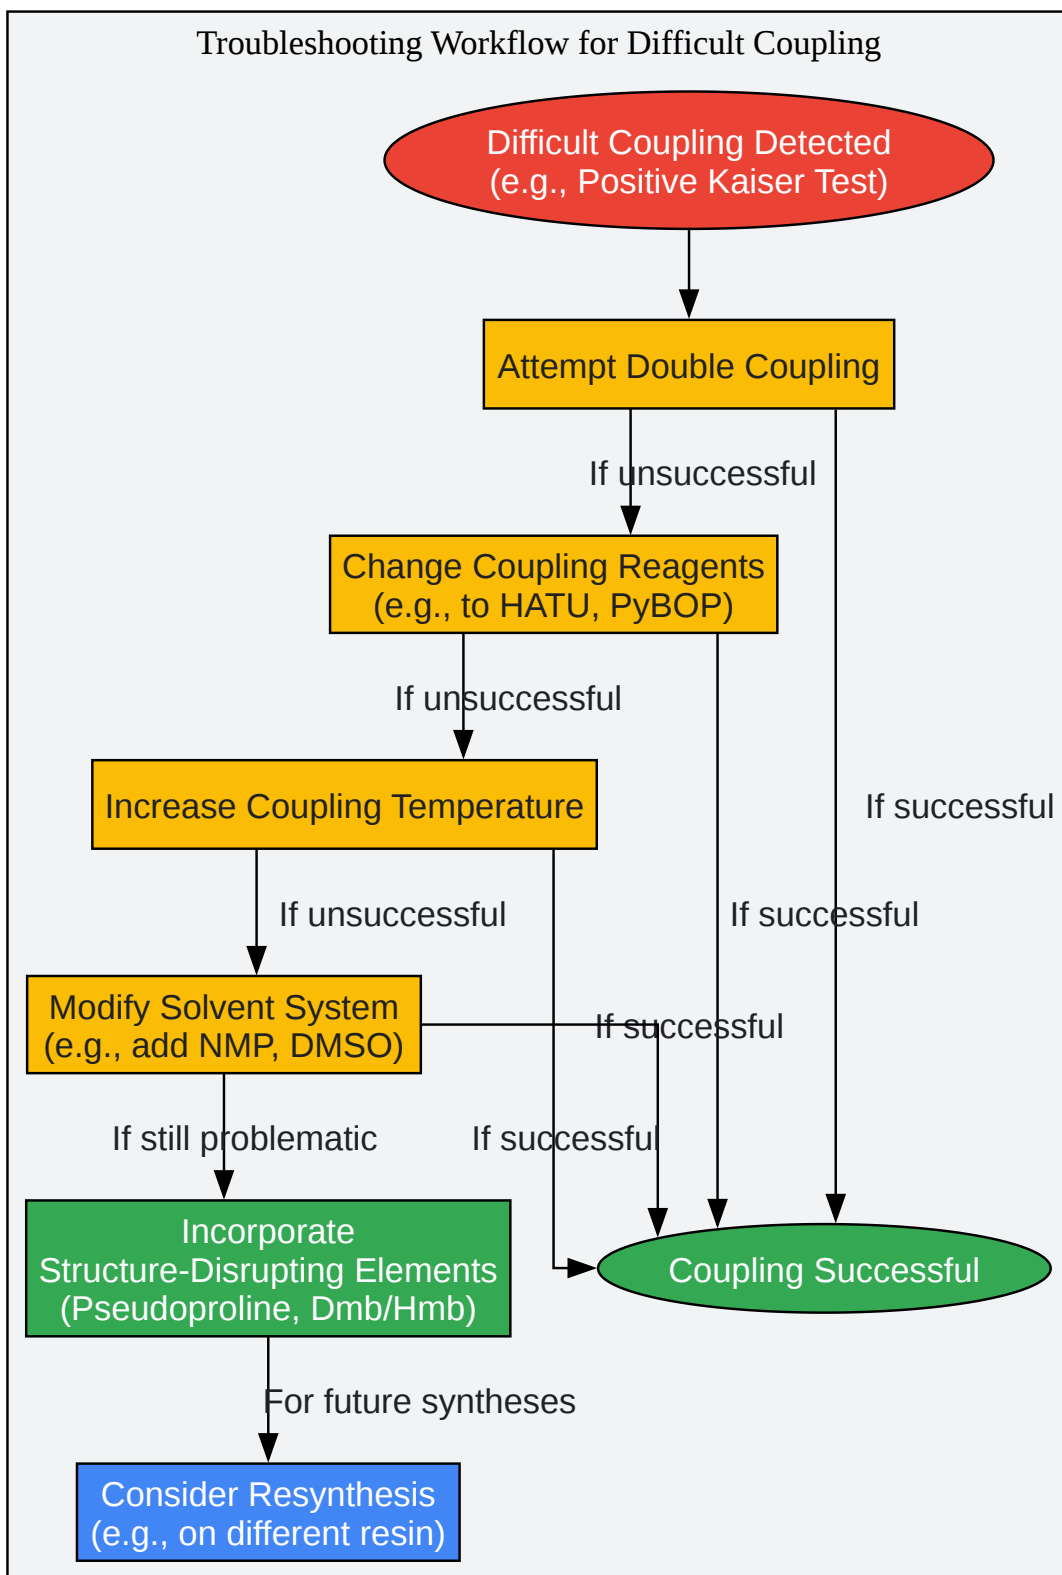 Troubleshooting Workflow for Difficult Coupling
Difficult Coupling Detected
(e.g., Positive Kaiser Test)
Attempt Double Coupling
If unsuccessful
Change Coupling Reagents
(e.g., to HATU, PyBOP)
If unsuccessful
Increase Coupling Temperature
If successful
If unsuccessful
If successful
Modify Solvent System
(e.g., add NMP, DMSO)
If successful
If still problematic
If successful
Incorporate
Structure-Disrupting Elements
(Pseudoproline, Dmb/Hmb)
Coupling Successful
For future syntheses
Consider Resynthesis
(e.g., on different resin)